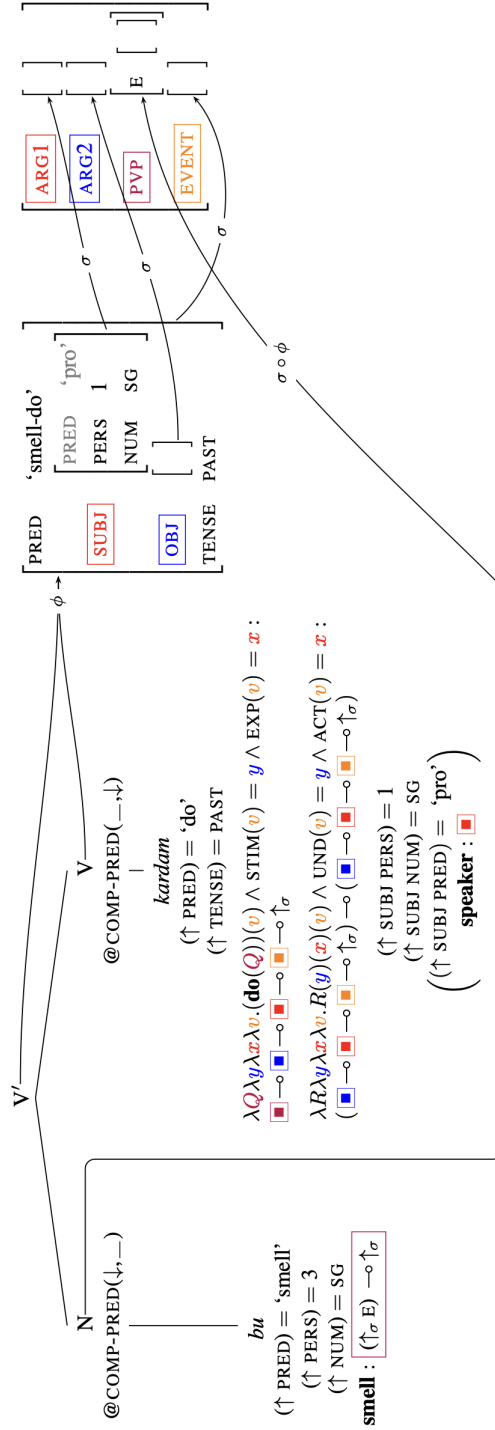 V′
N
@COMP-PRED(↓,_)
bu
(↑ PRED) = ‘smell’
(↑ PERS) = 3
(↑ NUM) = SG
smell : (↑σ E) ⊸ ↑σ
V
@COMP-PRED(_,↓)
kardam
(↑ PRED) = ‘do’
(↑ TENSE) = PAST
λQλyλxλv.(do(Q))(v) ∧ STIM(v) = y ∧ EXP(v) = x :
■ ⊸ ■ ⊸ ■ ⊸ ■ ⊸ ↑σ
λRλyλxλv.R(y)(x)(v) ∧ UND(v) = y ∧ ACT(v) = x :
(■ ⊸ ■ ⊸ ■ ⊸ ↑σ) ⊸ (■ ⊸ ■ ⊸ ■ ⊸ ↑σ)
(↑ SUBJ PERS) = 1
(↑ SUBJ NUM) = SG
((↑ SUBJ PRED) = ‘pro’
speaker : ■)
ϕ
PRED ‘smell-do’
SUBJ [PRED ‘pro’
PERS 1
NUM SG]
OBJ [ ]
TENSE PAST
σ
σ
σ
σ ∘ ϕ
ARG1 [ ]
ARG2 [ ]
PVP [E [[ ]]]
EVENT [ ]